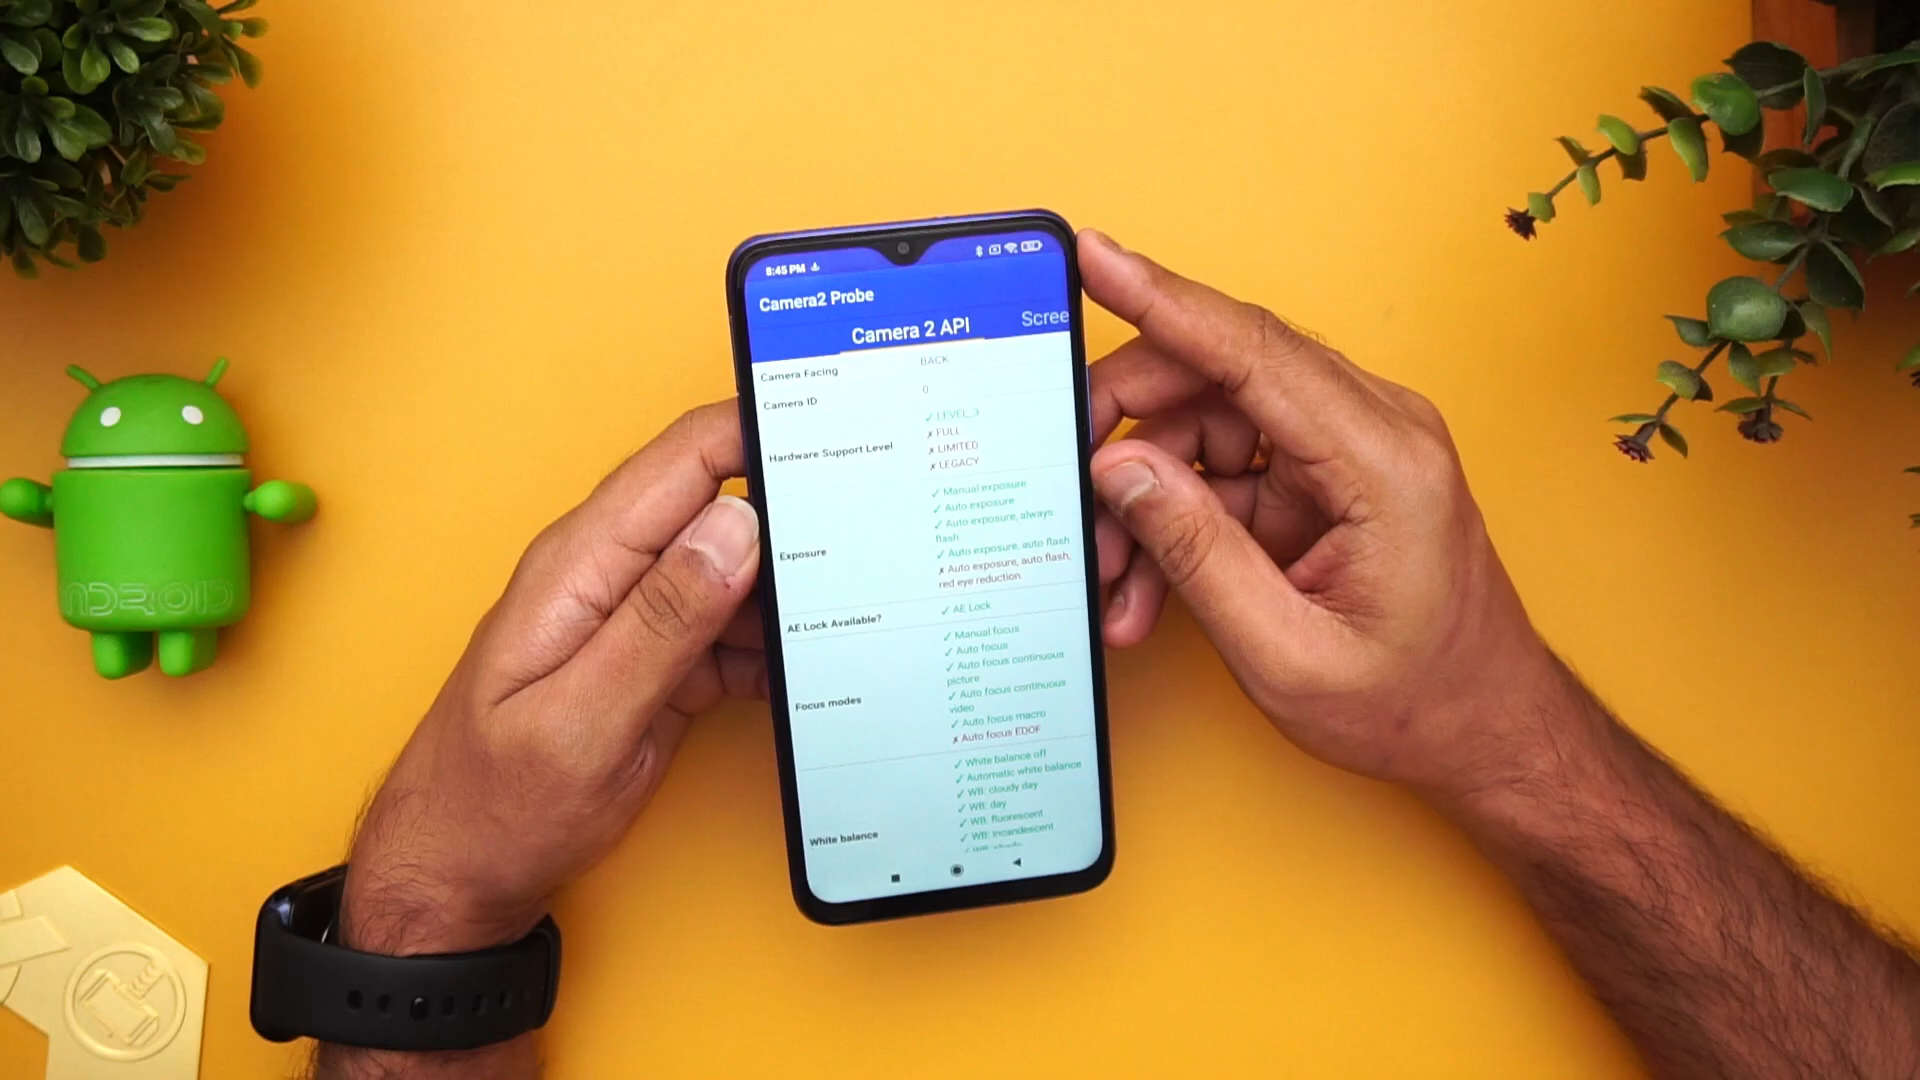 8:45 PM
Camera2 Probe
Camera 2 API
Scree
Camera Facing
BACK
Camera ID
0
Hardware Support Level
✓ LEVEL_3
✗ FULL
✗ LIMITED
✗ LEGACY
Exposure
✓ Manual exposure
✓ Auto exposure
✓ Auto exposure, always
flash
✓ Auto exposure, auto flash
✗ Auto exposure, auto flash,
red eye reduction
AE Lock Available?
✓ AE Lock
Focus modes
✓ Manual focus
✓ Auto focus
✓ Auto focus continuous
picture
✓ Auto focus continuous
video
✓ Auto focus macro
✗ Auto focus EDOF
White balance
✓ White balance off
✓ Automatic white balance
✓ WB: cloudy day
✓ WB: day
✓ WB: fluorescent
✓ WB: incandescent
ANDROID